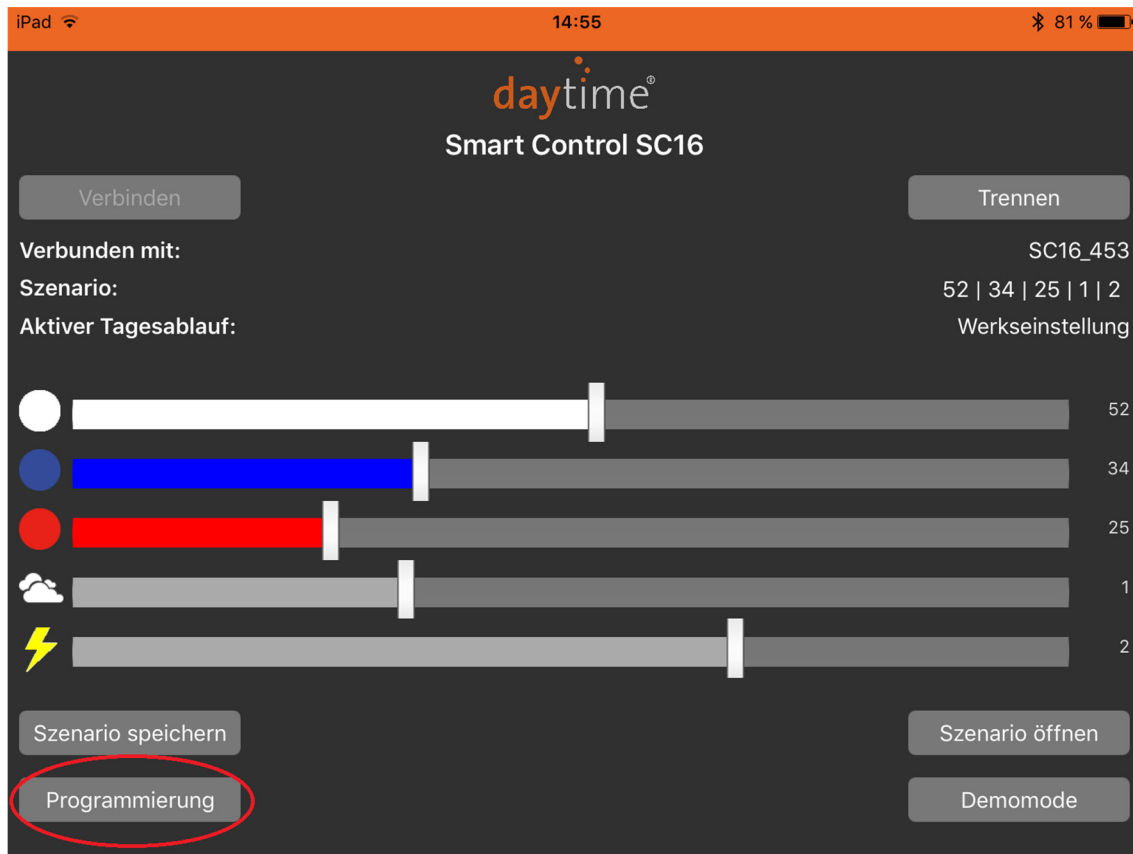 iPad 14:55 81 %
daytime®
Smart Control SC16
Verbinden Trennen
Verbunden mit: SC16_453
Szenario: 52 | 34 | 25 | 1 | 2
Aktiver Tagesablauf: Werkseinstellung
52
34
25
1
2
Szenario speichern Szenario öffnen
Programmierung Demomode